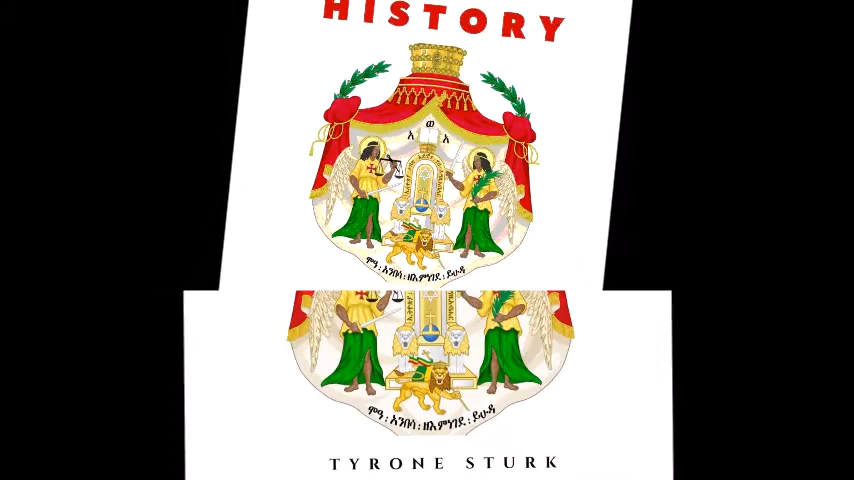 HISTORY
አ ወ አ
ሞዓ ፡ አንበሳ ፡ ዘእምነገደ ፡ ይሁዳ
ሞዓ ፡ አንበሳ ፡ ዘእምነገደ ፡ ይሁዳ
TYRONE STURK